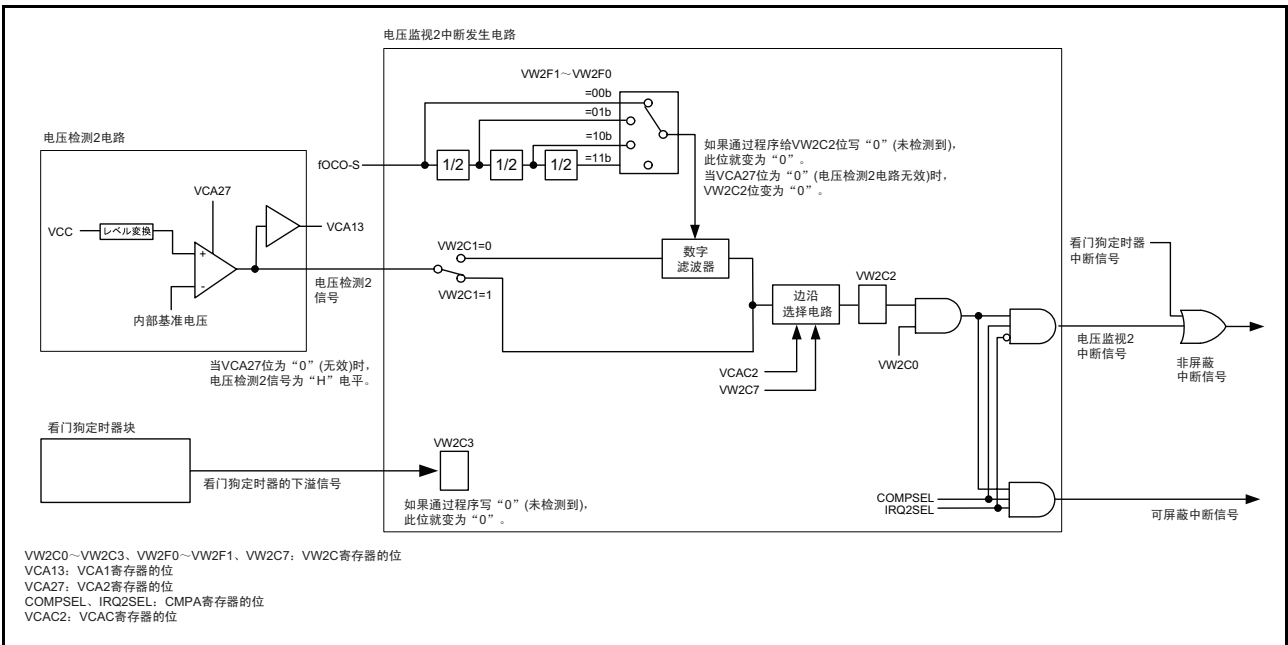 电压监视2中断发生电路
VW2F1～VW2F0
=00b
=01b
=10b
=11b
fOCO-S
1/2
1/2
1/2
如果通过程序给VW2C2位写“0”(未检测到),
此位就变为“0”。
当VCA27位为“0”(电压检测2电路无效)时,
VW2C2位变为“0”。
电压检测2电路
VCA27
VCC
レベル変換
+
-
VCA13
内部基准电压
电压检测2
信号
当VCA27位为“0”(无效)时,
电压检测2信号为“H”电平。
VW2C1=0
VW2C1=1
数字
滤波器
边沿
选择电路
VCAC2
VW2C7
VW2C2
VW2C0
看门狗定时器
中断信号
电压监视2
中断信号
非屏蔽
中断信号
看门狗定时器块
看门狗定时器的下溢信号
VW2C3
如果通过程序写“0”(未检测到),
此位就变为“0”。
COMPSEL
IRQ2SEL
可屏蔽中断信号
VW2C0～VW2C3、VW2F0～VW2F1、VW2C7：VW2C寄存器的位
VCA13：VCA1寄存器的位
VCA27：VCA2寄存器的位
COMPSEL、IRQ2SEL：CMPA寄存器的位
VCAC2：VCAC寄存器的位